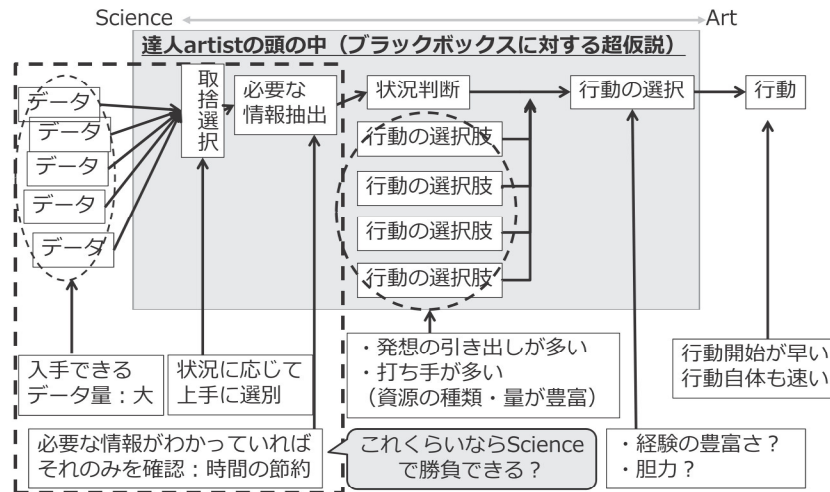 Science
Art
達人artistの頭の中（ブラックボックスに対する超仮説）
データ
データ
データ
データ
データ
取捨選択
必要な
情報抽出
状況判断
行動の選択肢
行動の選択肢
行動の選択肢
行動の選択肢
行動の選択
行動
入手できる
データ量：大
状況に応じて
上手に選別
・発想の引き出しが多い
・打ち手が多い
（資源の種類・量が豊富）
行動開始が早い
行動自体も速い
必要な情報がわかっていれば
それのみを確認：時間の節約
これくらいならScience
で勝負できる？
・経験の豊富さ？
・胆力？